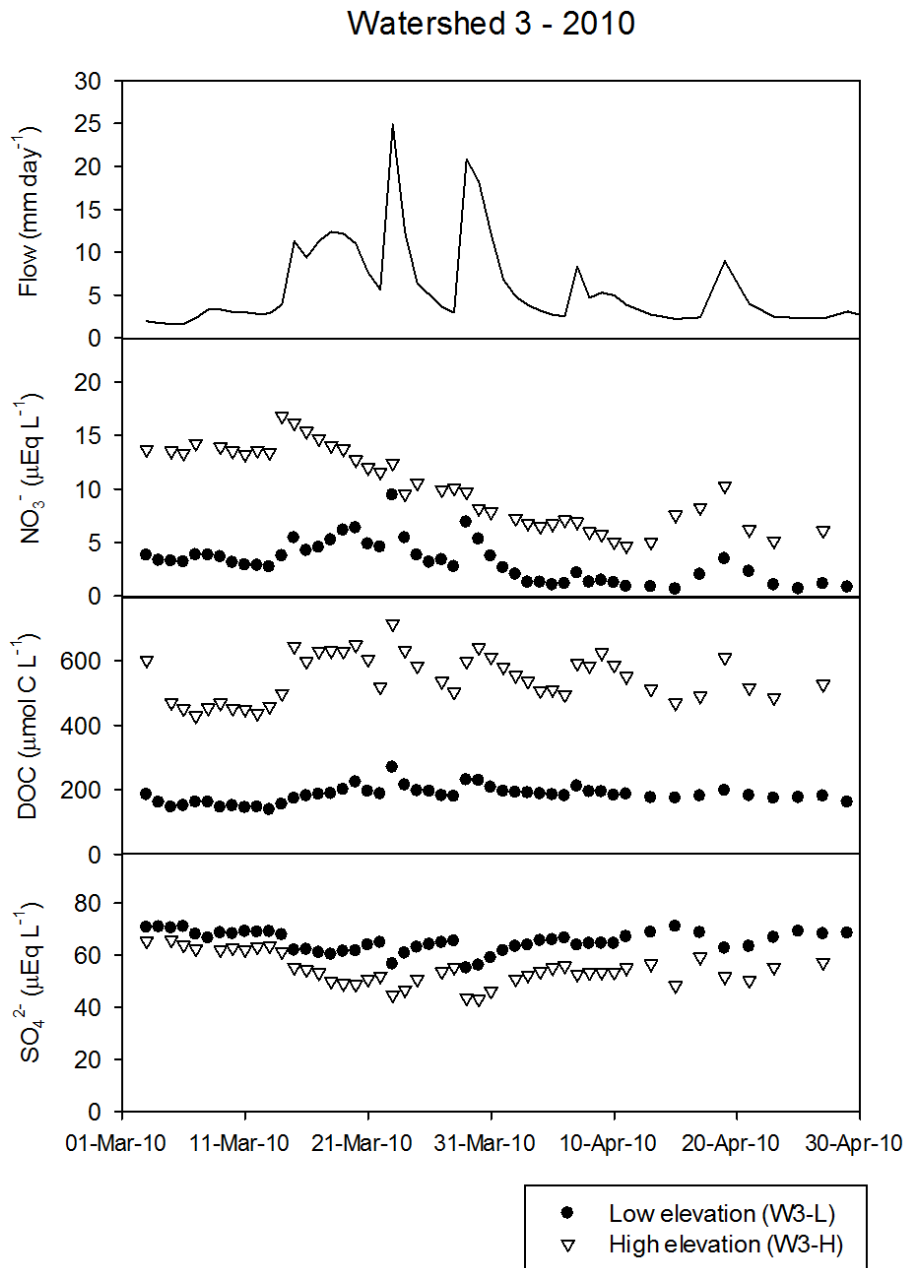 Watershed 3 - 2010
Flow (mm day⁻¹)
30
25
20
15
10
5
0
NO₃⁻ (µEq L⁻¹)
20
15
10
5
0
DOC (µmol C L⁻¹)
600
400
200
0
SO₄²⁻ (µEq L⁻¹)
80
60
40
20
0
01-Mar-10 11-Mar-10 21-Mar-10 31-Mar-10 10-Apr-10 20-Apr-10 30-Apr-10
Low elevation (W3-L)
High elevation (W3-H)